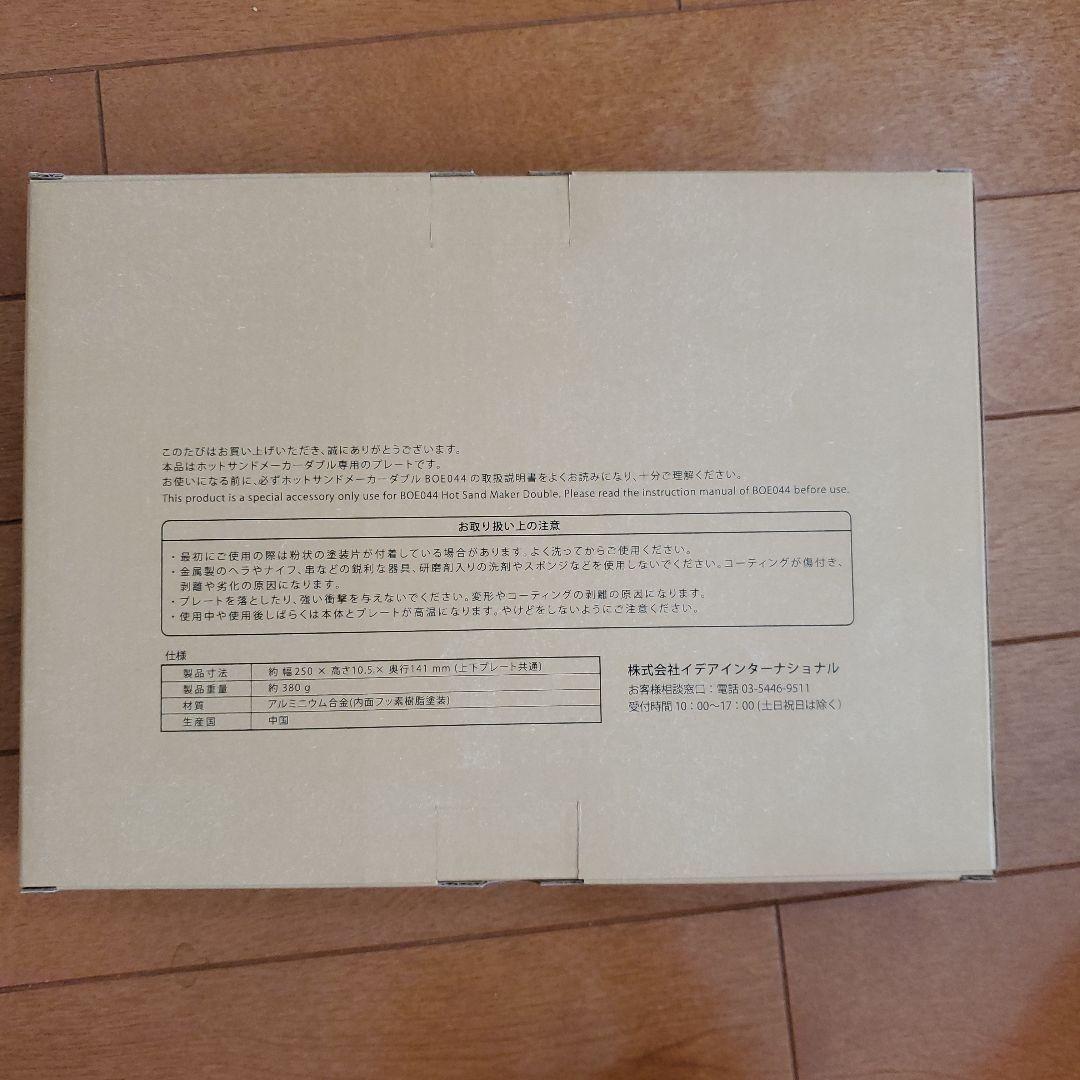 このたびはお買い上げいただき、誠にありがとうございます。
本品はホットサンドメーカーダブル専用のプレートです。
お使いになる前に、必ずホットサンドメーカーダブル BOE044 の取扱説明書をよくお読みになり、十分ご理解ください。
This product is a special accessory only use for BOE044 Hot Sand Maker Double. Please read the instruction manual of BOE044 before use.
お取り扱い上の注意
・最初にご使用の際は粉状の塗装片が付着している場合があります。よく洗ってからご使用ください。
・金属製のヘラやナイフ、串などの鋭利な器具、研磨剤入りの洗剤やスポンジなどを使用しないでください。コーティングが傷付き、
剥離や劣化の原因になります。
・プレートを落としたり、強い衝撃を与えないでください。変形やコーティングの剥離の原因になります。
・使用中や使用後しばらくは本体とプレートが高温になります。やけどをしないようにご注意ください。
仕様
製品寸法 約 幅250 × 高さ10.5 × 奥行141 mm (上下プレート共通)
製品重量 約 380 g
材質 アルミニウム合金(内面フッ素樹脂塗装)
生産国 中国
株式会社イデアインターナショナル
お客様相談窓口：電話 03-5446-9511
受付時間 10：00～17：00 (土日祝日は除く)